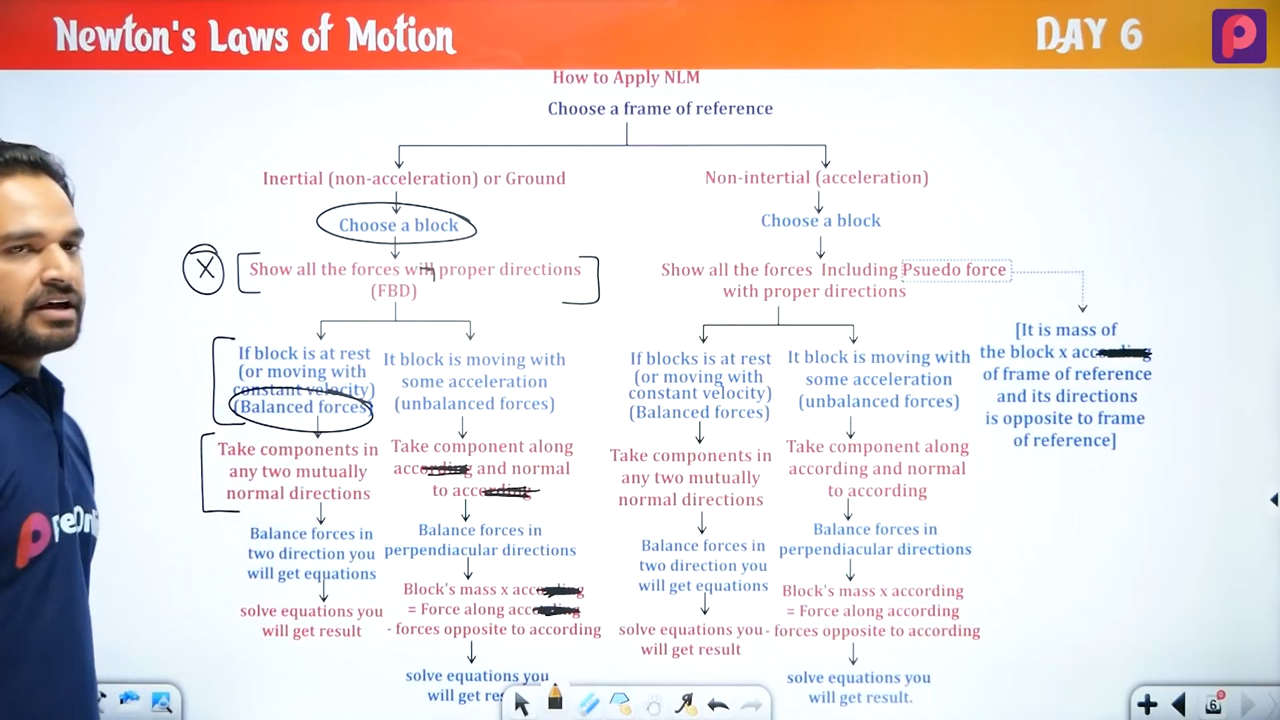 Newton's Laws of Motion
DAY 6
How to Apply NLM
Choose a frame of reference
Inertial (non-acceleration) or Ground
Choose a block
X
Show all the forces with proper directions
(FBD)
If block is at rest
(or moving with
constant velocity)
(Balanced forces)
Take components in
any two mutually
normal directions
Balance forces in
two direction you
will get equations
solve equations you
will get result
It block is moving with
some acceleration
(unbalanced forces)
Take component along
according and normal
to according
Balance forces in
perpendiacular directions
Block's mass x according
= Force along according
- forces opposite to according
solve equations you
will get
Non-intertial (acceleration)
Choose a block
Show all the forces Including Psuedo force
with proper directions
If blocks is at rest
(or moving with
constant velocity)
(Balanced forces)
Take components in
any two mutually
normal directions
Balance forces in
two direction you
will get equations
solve equations you
will get result
It block is moving with
some acceleration
(unbalanced forces)
Take component along
according and normal
to according
Balance forces in
perpendiacular directions
Block's mass x according
= Force along according
- forces opposite to according
solve equations you
will get result.
[It is mass of
the block x according
of frame of reference
and its directions
is opposite to frame
of reference]
6